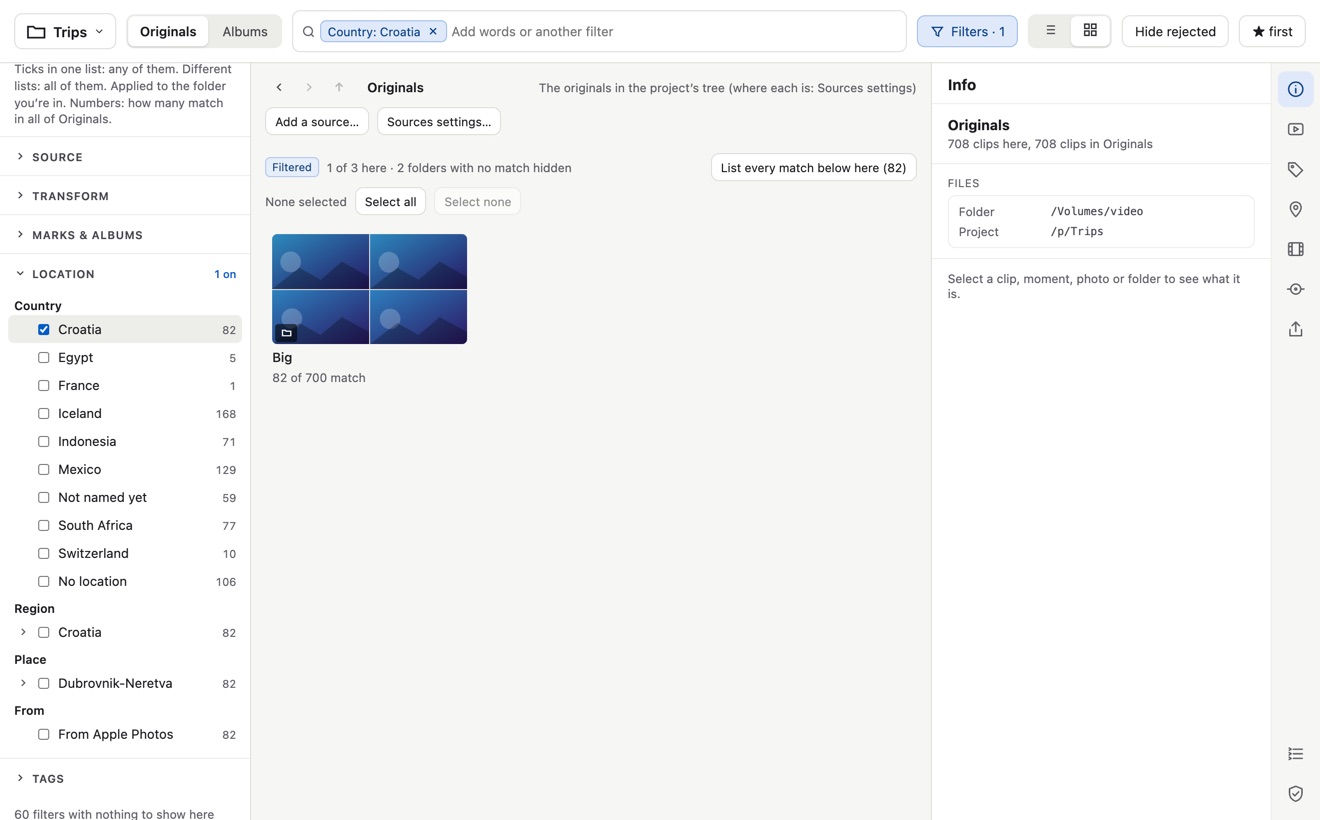 Trips
Originals
Albums
Country: Croatia ✕
Add words or another filter
Filters · 1
Hide rejected
★ first
Ticks in one list: any of them. Different
lists: all of them. Applied to the folder
you’re in. Numbers: how many match
in all of Originals.
SOURCE
TRANSFORM
MARKS & ALBUMS
LOCATION 1 on
Country
Croatia 82
Egypt 5
France 1
Iceland 168
Indonesia 71
Mexico 129
Not named yet 59
South Africa 77
Switzerland 10
No location 106
Region
Croatia 82
Place
Dubrovnik-Neretva 82
From
From Apple Photos 82
TAGS
60 filters with nothing to show here
Originals
The originals in the project’s tree (where each is: Sources settings)
Add a source…
Sources settings…
Filtered
1 of 3 here · 2 folders with no match hidden
List every match below here (82)
None selected
Select all
Select none
Big
82 of 700 match
Info
Originals
708 clips here, 708 clips in Originals
FILES
Folder /Volumes/video
Project /p/Trips
Select a clip, moment, photo or folder to see what it
is.